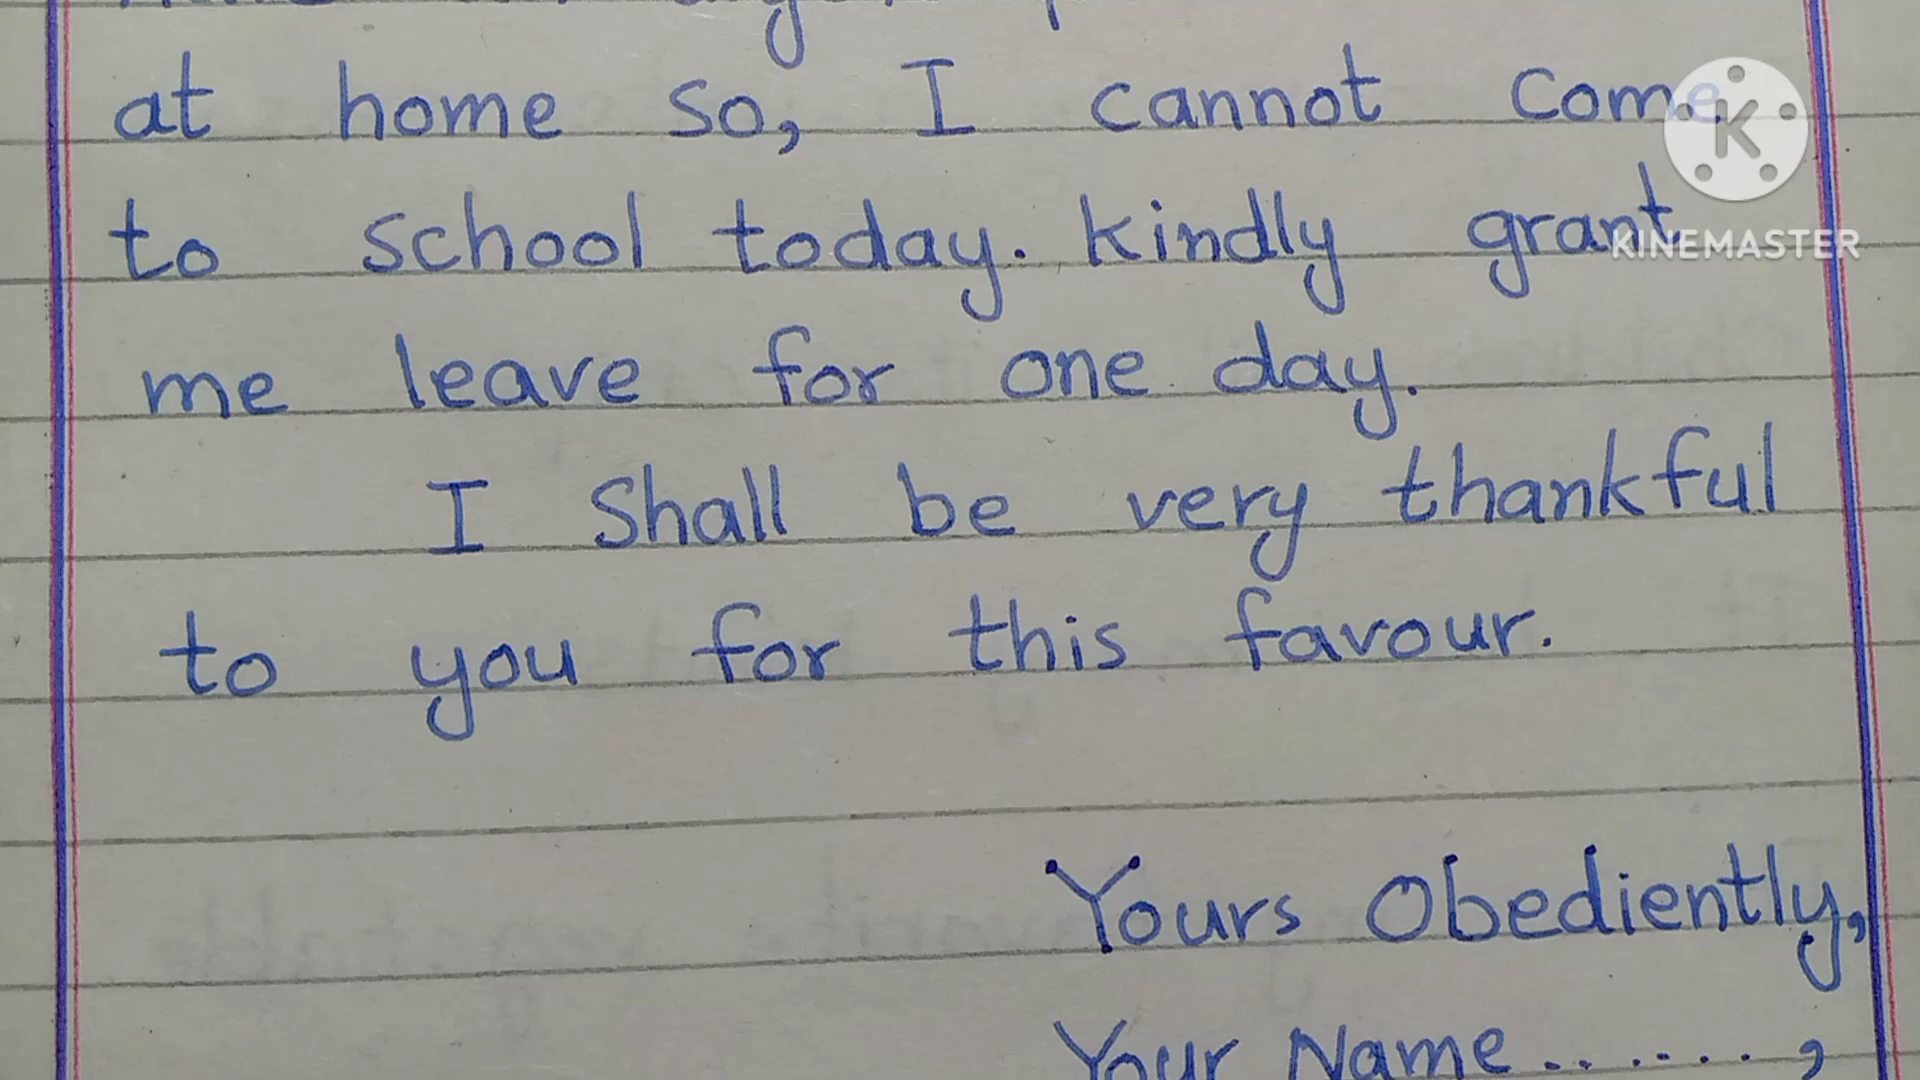 at home so, I cannot come
to school today. Kindly grant
me leave for one day.
I Shall be very thankful
to you for this favour.
Yours Obediently,
Your Name.......,
K
KINEMASTER